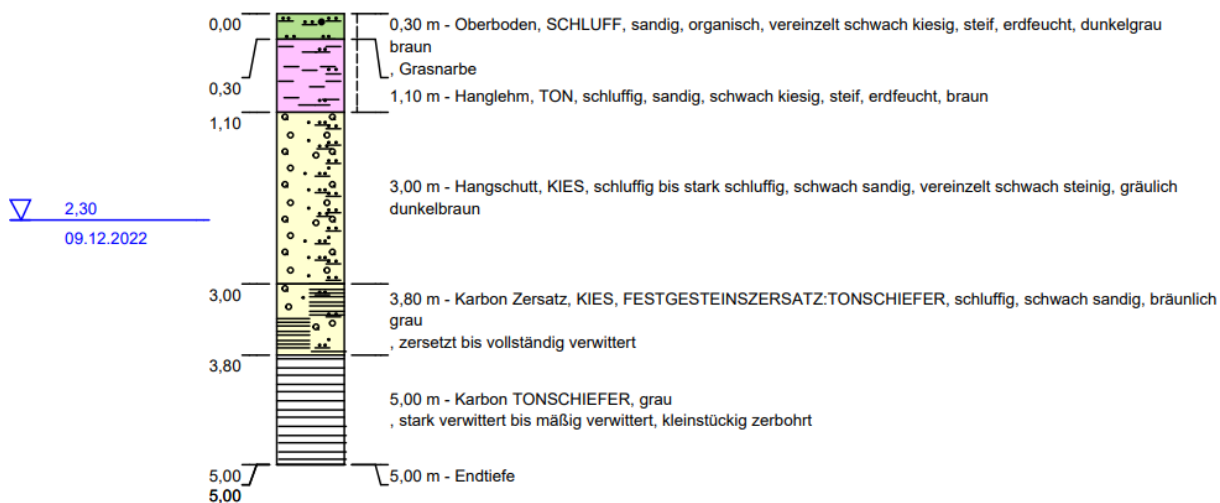 0,00
0,30 m - Oberboden, SCHLUFF, sandig, organisch, vereinzelt schwach kiesig, steif, erdfeucht, dunkelgrau
braun
, Grasnarbe
0,30
1,10 m - Hanglehm, TON, schluffig, sandig, schwach kiesig, steif, erdfeucht, braun
1,10
3,00 m - Hangschutt, KIES, schluffig bis stark schluffig, schwach sandig, vereinzelt schwach steinig, gräulich
dunkelbraun
2,30
09.12.2022
3,00
3,80 m - Karbon Zersatz, KIES, FESTGESTEINSZERSATZ:TONSCHIEFER, schluffig, schwach sandig, bräunlich
grau
, zersetzt bis vollständig verwittert
3,80
5,00 m - Karbon TONSCHIEFER, grau
, stark verwittert bis mäßig verwittert, kleinstückig zerbohrt
5,00
5,00 m - Endtiefe
5,00